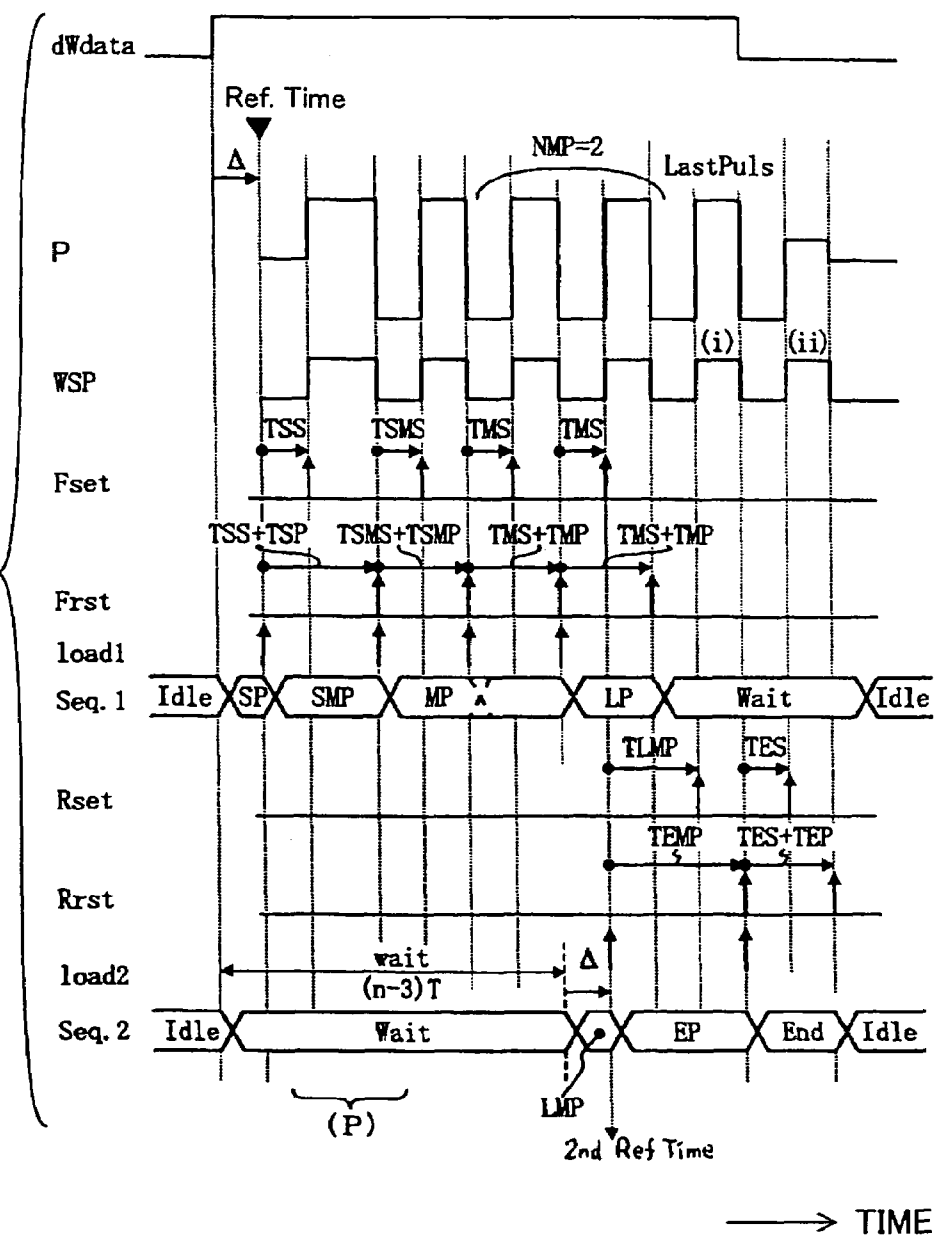 dWdata
Ref. Time
Δ
NMP=2
LastPuls
P
(i) (ii)
WSP
TSS TSMS TMS TMS
Fset
TSS+TSP TSMS+TSMP TMS+TMP TMS+TMP
Frst
load1
Seq. 1 Idle SP SMP MP LP Wait Idle
TLMP TES
Rset
TEMP TES+TEP
Rrst
wait Δ
load2 (n-3)T
Seq. 2 Idle Wait EP End Idle
(P) LMP
2nd Ref Time
TIME